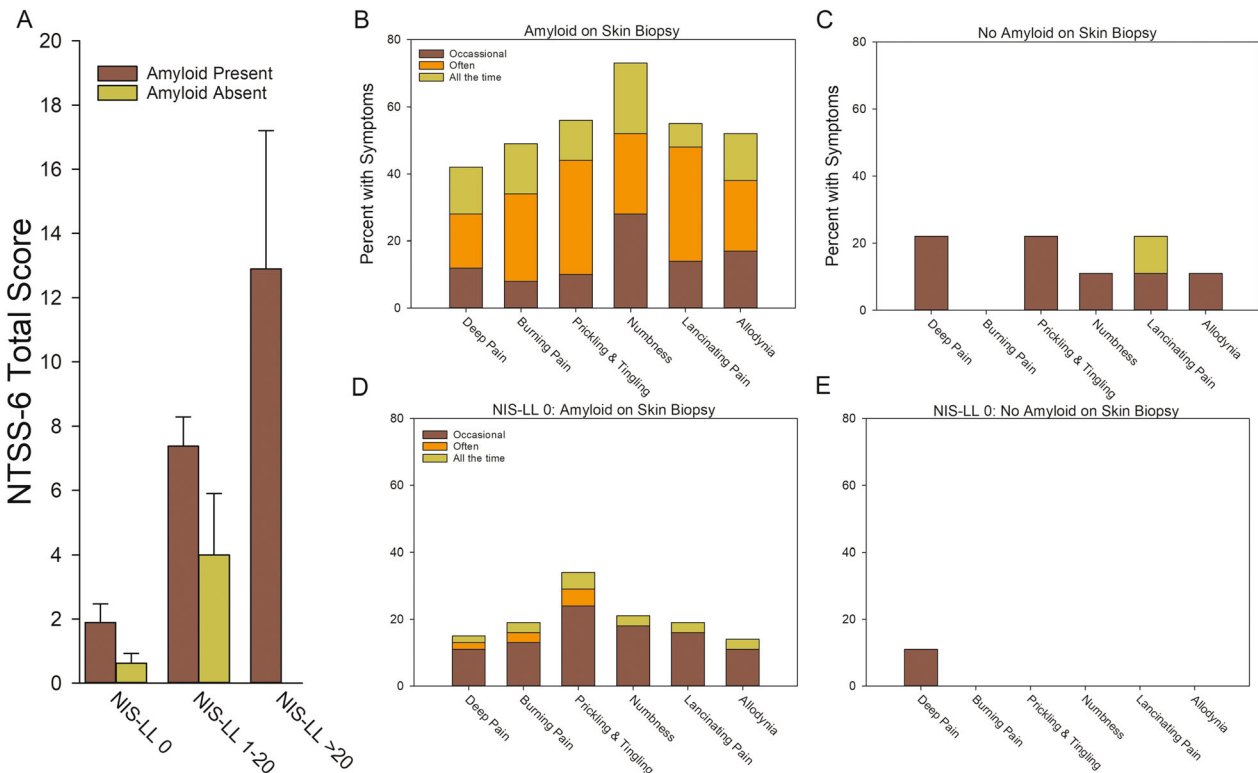 A
NTSS-6 Total Score
20
18
16
14
12
10
8
6
4
2
0
Amyloid Present
Amyloid Absent
NIS-LL 0
NIS-LL 1-20
NIS-LL >20
B
Amyloid on Skin Biopsy
Percent with Symptoms
80
60
40
20
0
Occassional
Often
All the time
Deep Pain
Burning Pain
Prickling & Tingling
Numbness
Lancinating Pain
Allodynia
C
No Amyloid on Skin Biopsy
Percent with Symptoms
80
60
40
20
0
Deep Pain
Burning Pain
Prickling & Tingling
Numbness
Lancinating Pain
Allodynia
D
NIS-LL 0: Amyloid on Skin Biopsy
80
60
40
20
0
Occasional
Often
All the time
Deep Pain
Burning Pain
Prickling & Tingling
Numbness
Lancinating Pain
Allodynia
E
NIS-LL 0: No Amyloid on Skin Biopsy
80
60
40
20
0
Deep Pain
Burning Pain
Prickling & Tingling
Numbness
Lancinating Pain
Allodynia